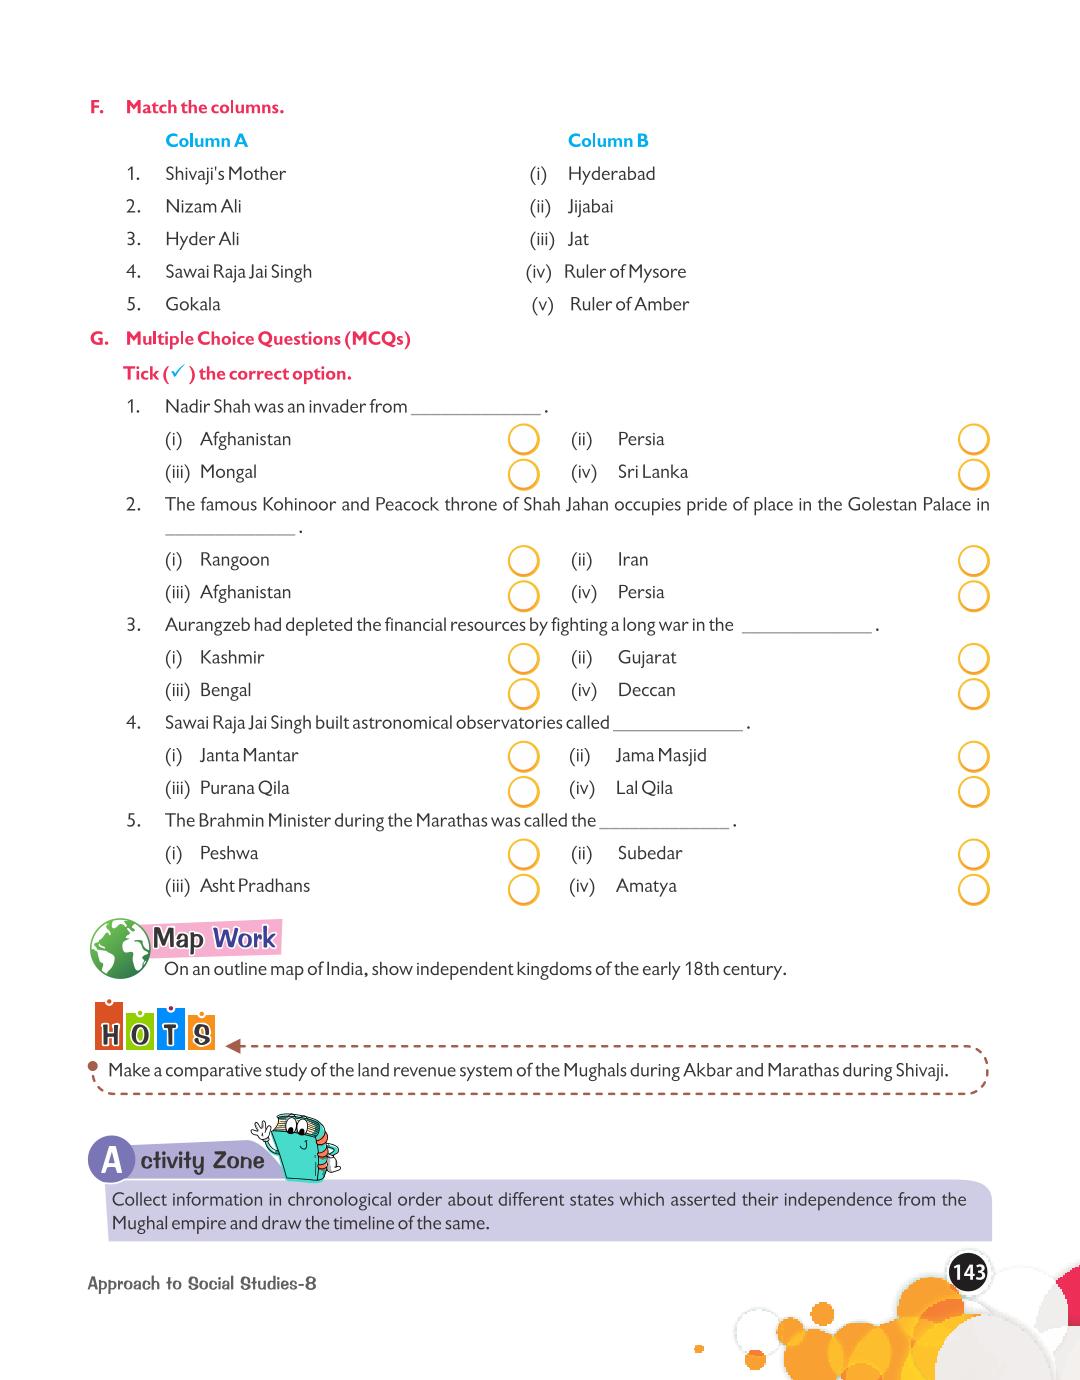 F. Match the columns.
Column A Column B
1. Shivaji's Mother (i) Hyderabad
2. Nizam Ali (ii) Jijabai
3. Hyder Ali (iii) Jat
4. Sawai Raja Jai Singh (iv) Ruler of Mysore
5. Gokala (v) Ruler of Amber
G. Multiple Choice Questions (MCQs)
Tick (✓) the correct option.
1. Nadir Shah was an invader from _____________ .
(i) Afghanistan (ii) Persia
(iii) Mongal (iv) Sri Lanka
2. The famous Kohinoor and Peacock throne of Shah Jahan occupies pride of place in the Golestan Palace in
_____________ .
(i) Rangoon (ii) Iran
(iii) Afghanistan (iv) Persia
3. Aurangzeb had depleted the financial resources by fighting a long war in the _____________ .
(i) Kashmir (ii) Gujarat
(iii) Bengal (iv) Deccan
4. Sawai Raja Jai Singh built astronomical observatories called _____________ .
(i) Janta Mantar (ii) Jama Masjid
(iii) Purana Qila (iv) Lal Qila
5. The Brahmin Minister during the Marathas was called the _____________ .
(i) Peshwa (ii) Subedar
(iii) Asht Pradhans (iv) Amatya
Map Work
On an outline map of India, show independent kingdoms of the early 18th century.
HOTS
Make a comparative study of the land revenue system of the Mughals during Akbar and Marathas during Shivaji.
Activity Zone
Collect information in chronological order about different states which asserted their independence from the
Mughal empire and draw the timeline of the same.
143
Approach to Social Studies-8